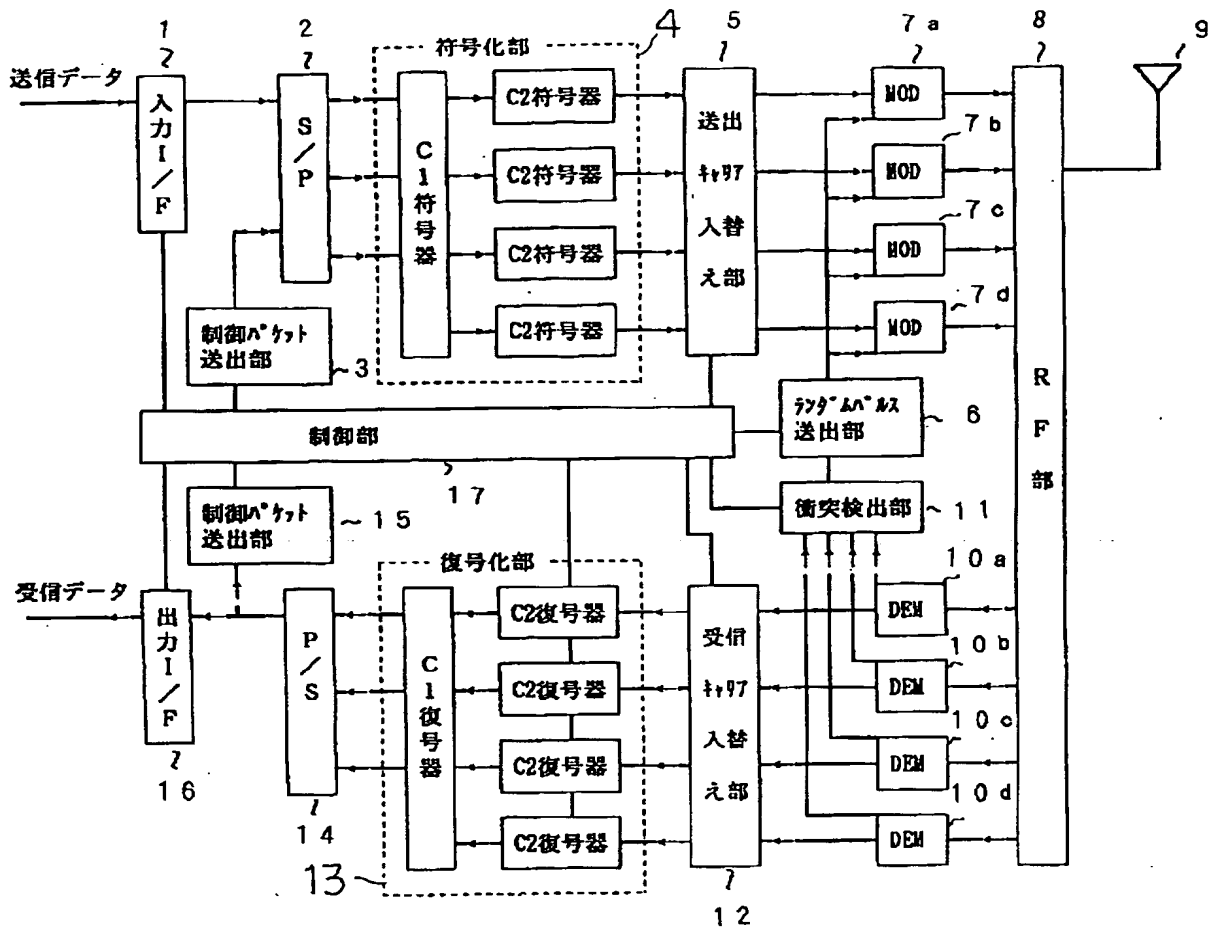 1
2
4
5
7a
8
9
送信データ
入力I/F
S/P
符号化部
C1符号器
C2符号器
C2符号器
C2符号器
C2符号器
送出
ｷｬﾘｱ
入替
え部
MOD
7b
MOD
7c
MOD
7d
MOD
RF部
制御ﾊﾟｹｯﾄ
送出部
3
制御部
17
ﾗﾝﾀﾞﾑﾊﾟﾙｽ
送出部
6
衝突検出部
11
制御ﾊﾟｹｯﾄ
送出部
15
受信データ
出力I/F
16
P/S
14
復号化部
C1復号器
C2復号器
C2復号器
C2復号器
C2復号器
13
受信
ｷｬﾘｱ
入替
え部
12
10a
DEM
10b
DEM
10c
DEM
10d
DEM